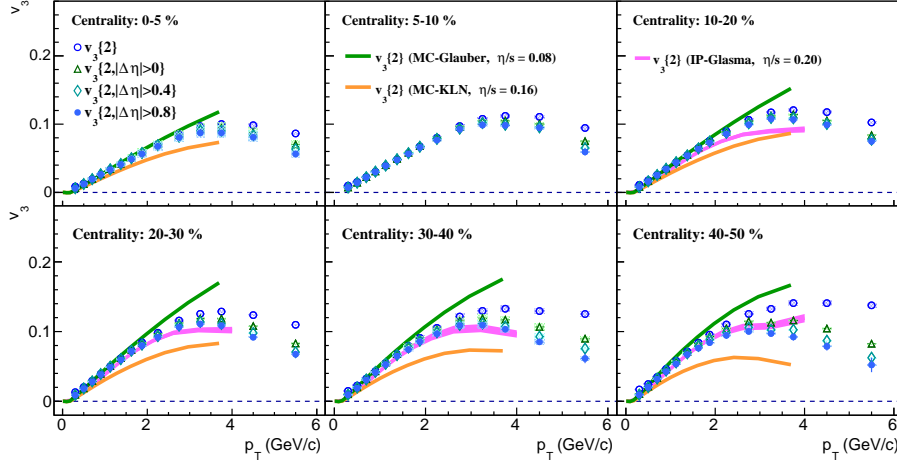 v3
Centrality: 0-5 %
Centrality: 5-10 %
Centrality: 10-20 %
v3{2}
v3{2,|Δη|>0}
v3{2,|Δη|>0.4}
v3{2,|Δη|>0.8}
v3{2} (MC-Glauber, η/s = 0.08)
v3{2} (MC-KLN, η/s = 0.16)
v3{2} (IP-Glasma, η/s = 0.20)
0.2
0.1
0
v3
Centrality: 20-30 %
Centrality: 30-40 %
Centrality: 40-50 %
0.2
0.1
0
0 2 4 6
0 2 4 6
0 2 4 6
pT (GeV/c)
pT (GeV/c)
pT (GeV/c)